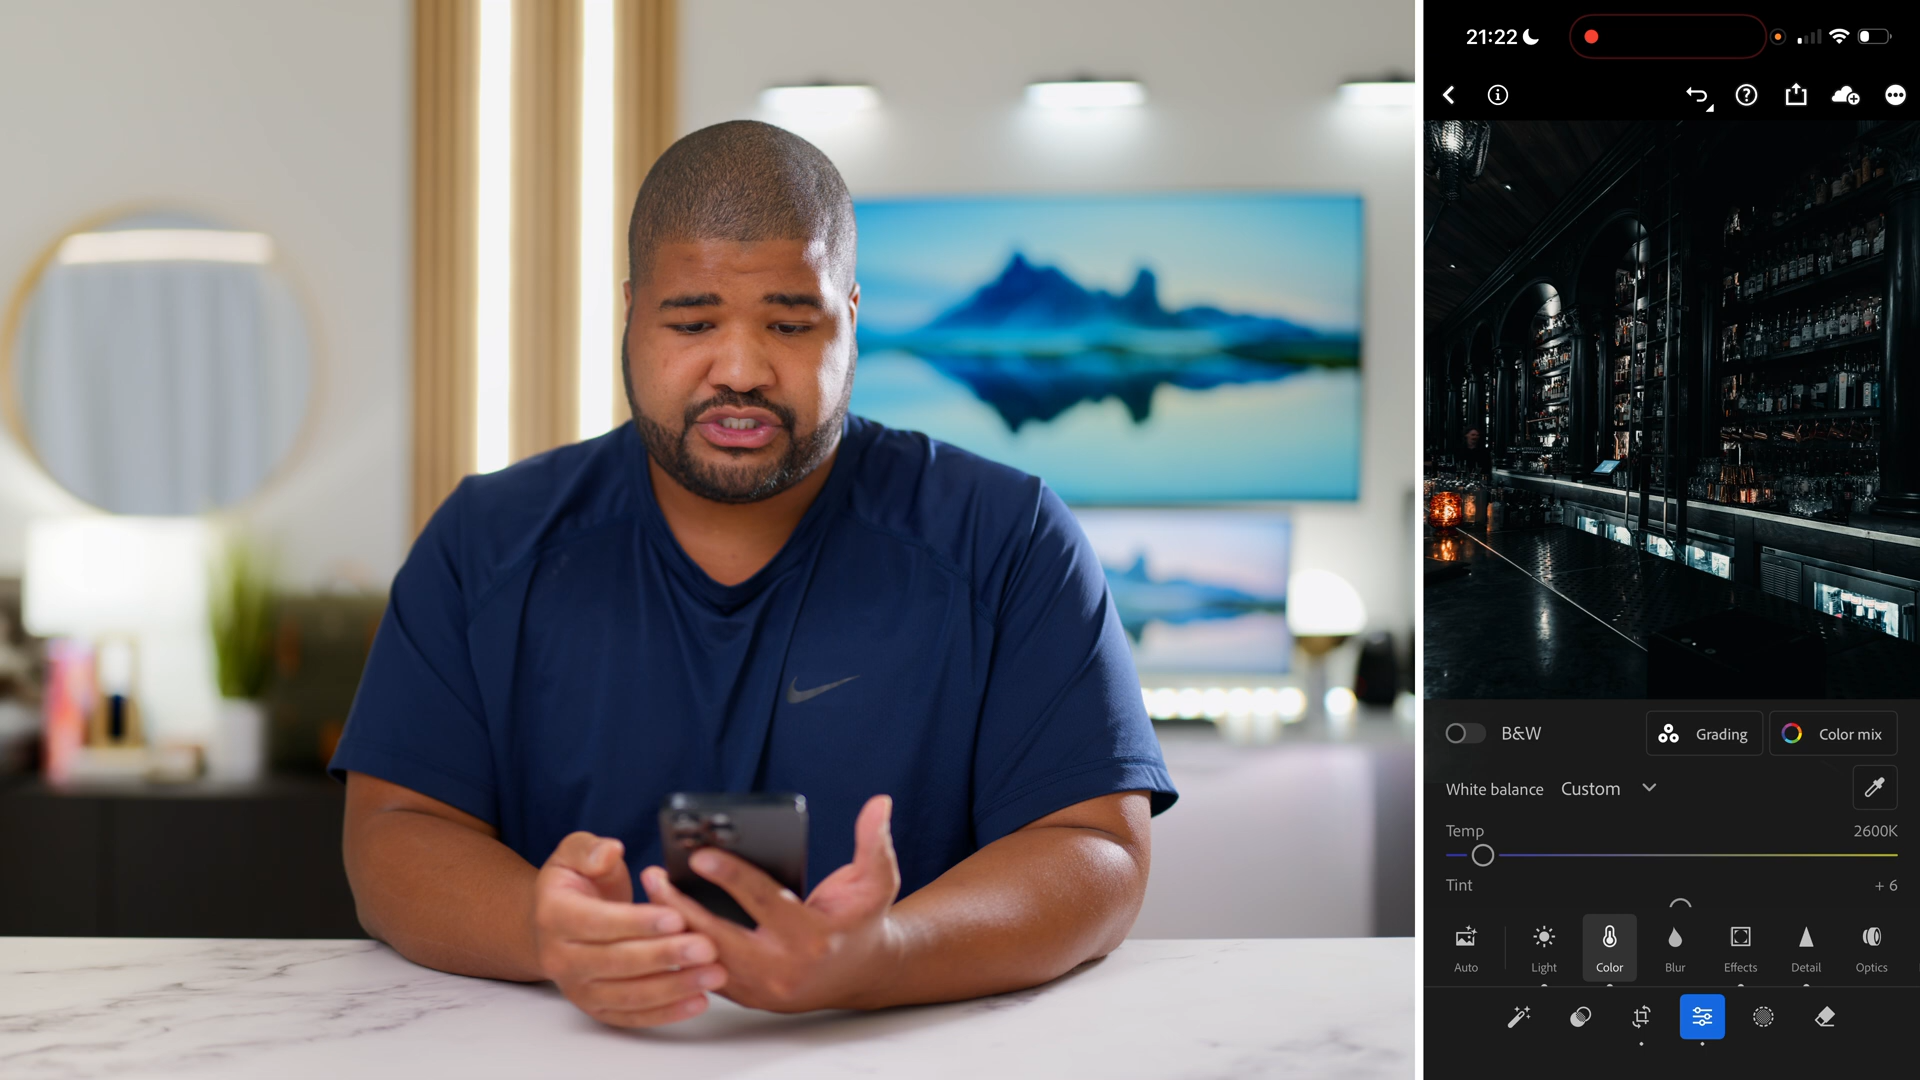 21:22
B&W
Grading
Color mix
White balance Custom
Temp 2600K
Tint + 6
Auto Light Color Blur Effects Detail Optics